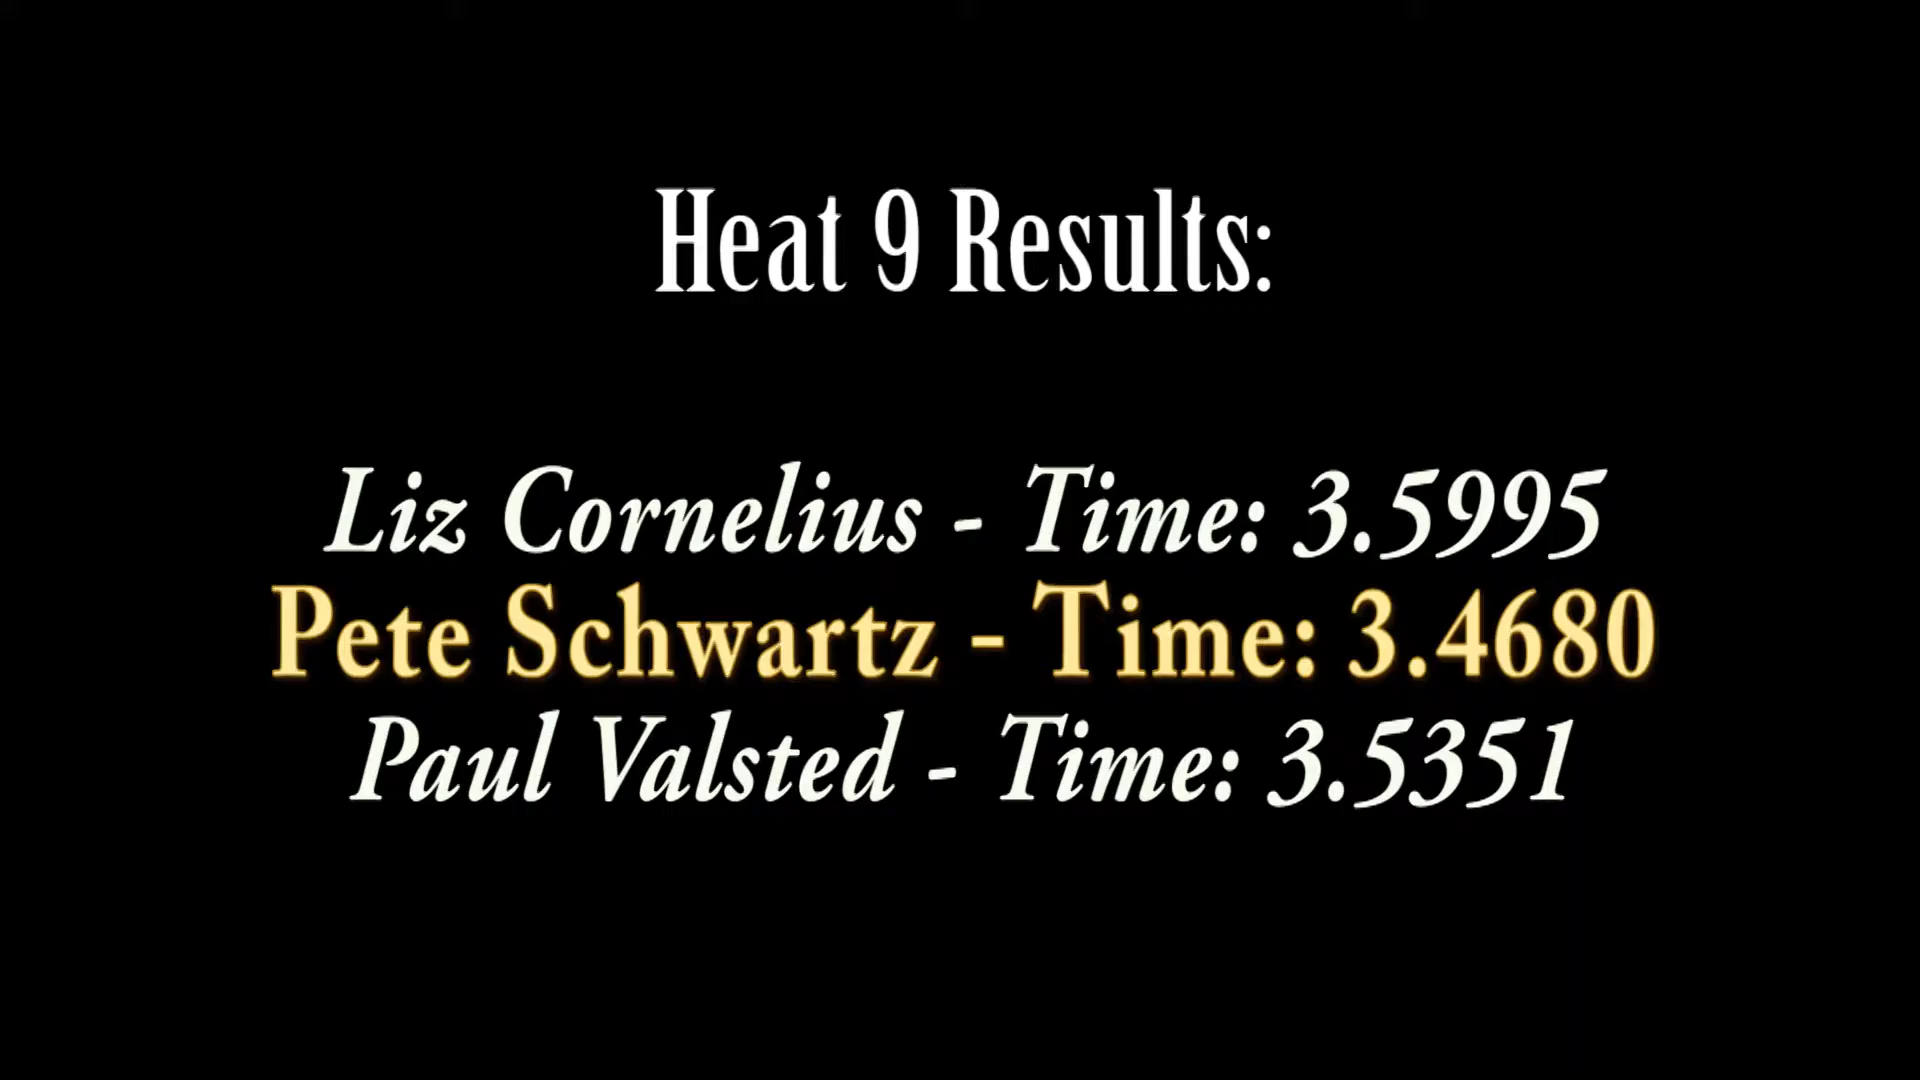 Heat 9 Results:
Liz Cornelius - Time: 3.5995
Pete Schwartz - Time: 3.4680
Paul Valsted - Time: 3.5351